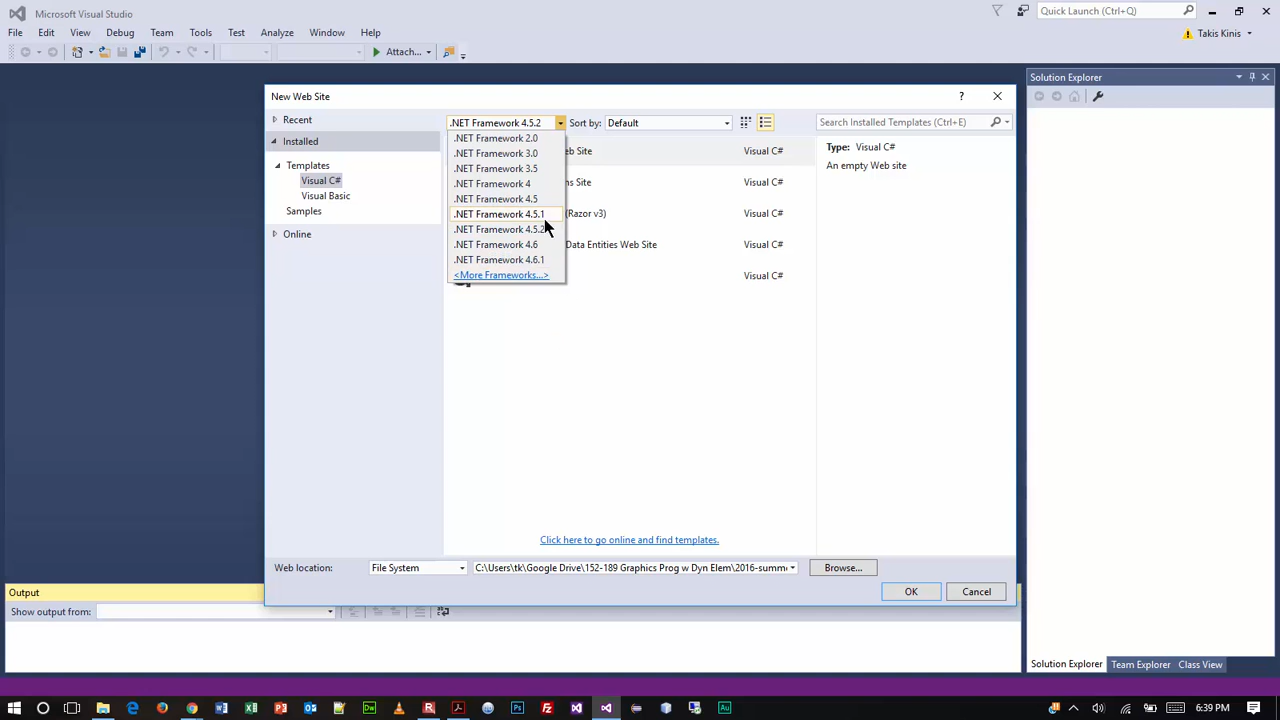 Microsoft Visual Studio
Quick Launch (Ctrl+Q)
File Edit View Debug Team Tools Test Analyze Window Help
Takis Kinis
Attach...
New Web Site
?
Solution Explorer
Recent
.NET Framework 4.5.2
Sort by: Default
Search Installed Templates (Ctrl+E)
Installed
.NET Framework 2.0
Templates
.NET Framework 3.0
eb Site
Visual C#
Type: Visual C#
Visual C#
.NET Framework 3.5
An empty Web site
Visual Basic
.NET Framework 4
ns Site
Visual C#
Samples
.NET Framework 4.5
.NET Framework 4.5.1
(Razor v3)
Visual C#
Online
.NET Framework 4.5.2
.NET Framework 4.6
Data Entities Web Site
Visual C#
.NET Framework 4.6.1
<More Frameworks...>
Visual C#
Click here to go online and find templates.
Web location: File System
C:\Users\tk\Google Drive\152-189 Graphics Prog w Dyn Elem\2016-summ
Browse...
OK
Cancel
Output
Show output from:
Solution Explorer Team Explorer Class View
6:39 PM